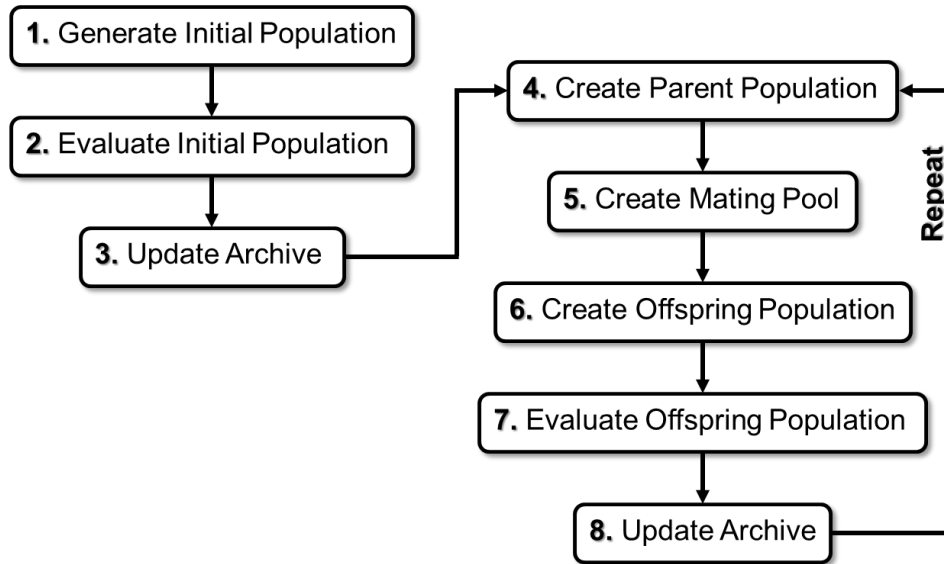 1. Generate Initial Population
2. Evaluate Initial Population
3. Update Archive
4. Create Parent Population
5. Create Mating Pool
6. Create Offspring Population
7. Evaluate Offspring Population
8. Update Archive
Repeat